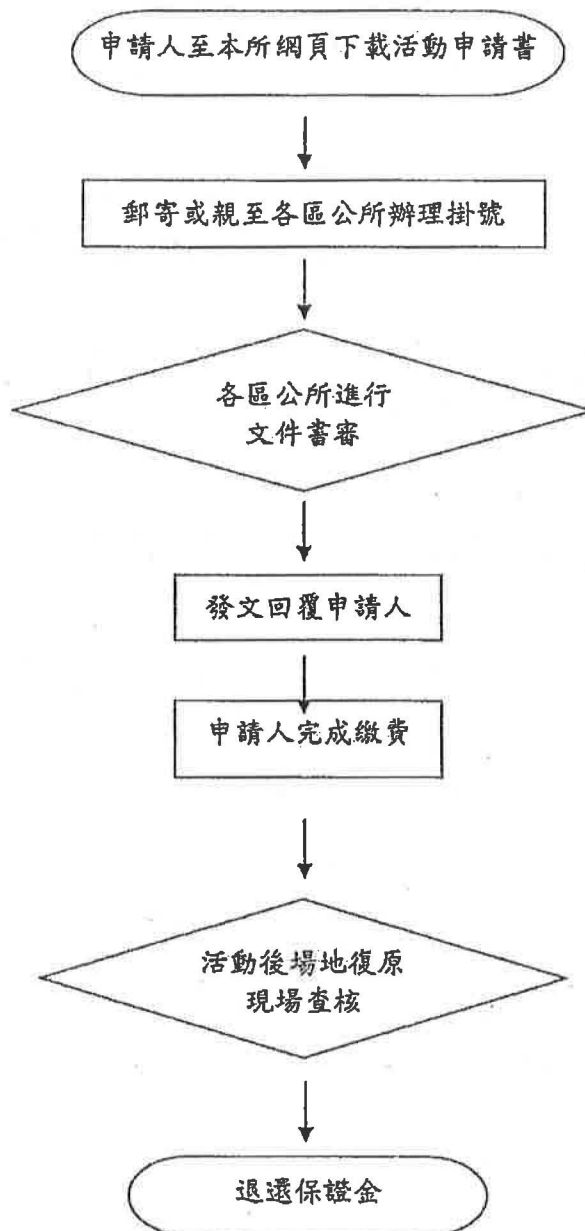 申請人至本所網頁下載活動申請書
郵寄或親至各區公所辦理掛號
各區公所進行
文件書審
發文回覆申請人
申請人完成繳費
活動後場地復原
現場查核
退還保證金